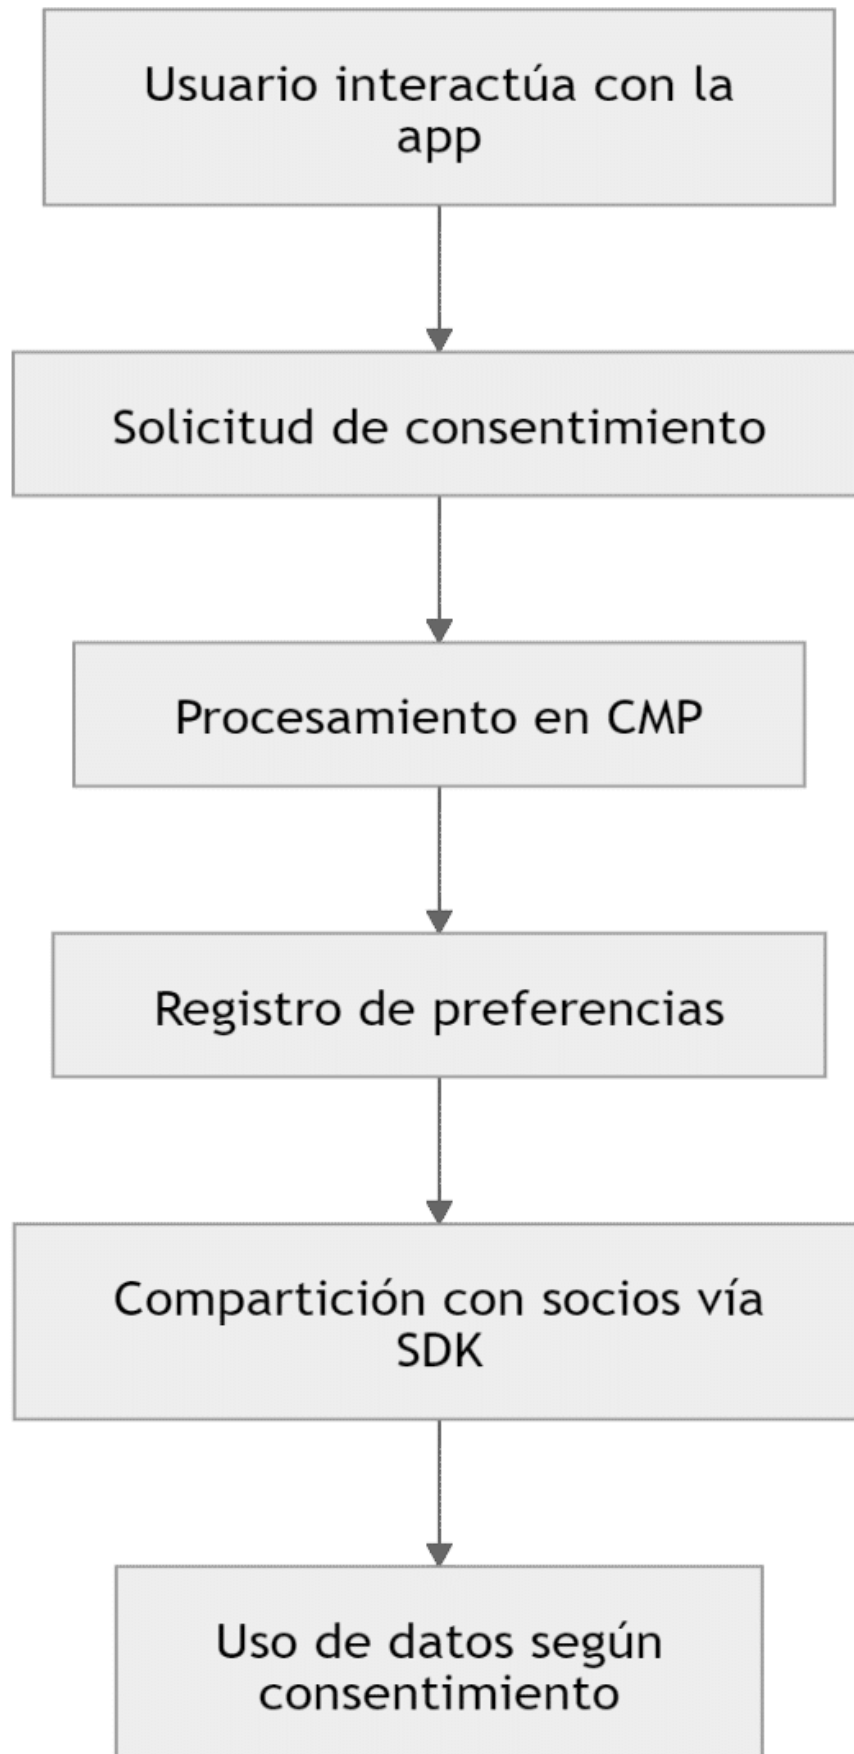 Usuario interactúa con la
app
Solicitud de consentimiento
Procesamiento en CMP
Registro de preferencias
Compartición con socios vía
SDK
Uso de datos según
consentimiento